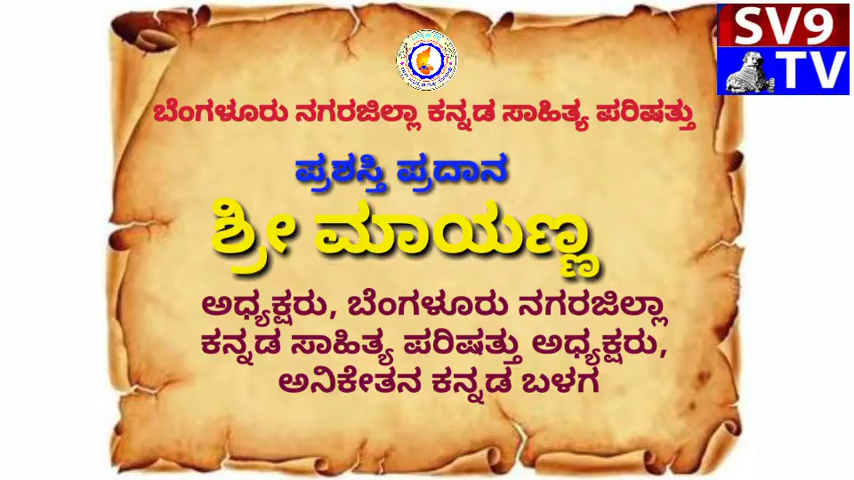 SV9
TV
ಬೆಂಗಳೂರು ನಗರಜಿಲ್ಲಾ ಕನ್ನಡ ಸಾಹಿತ್ಯ ಪರಿಷತ್ತು
ಪ್ರಶಸ್ತಿ ಪ್ರದಾನ
ಶ್ರೀ ಮಾಯಣ್ಣ
ಅಧ್ಯಕ್ಷರು, ಬೆಂಗಳೂರು ನಗರಜಿಲ್ಲಾ
ಕನ್ನಡ ಸಾಹಿತ್ಯ ಪರಿಷತ್ತು ಅಧ್ಯಕ್ಷರು,
ಅನಿಕೇತನ ಕನ್ನಡ ಬಳಗ